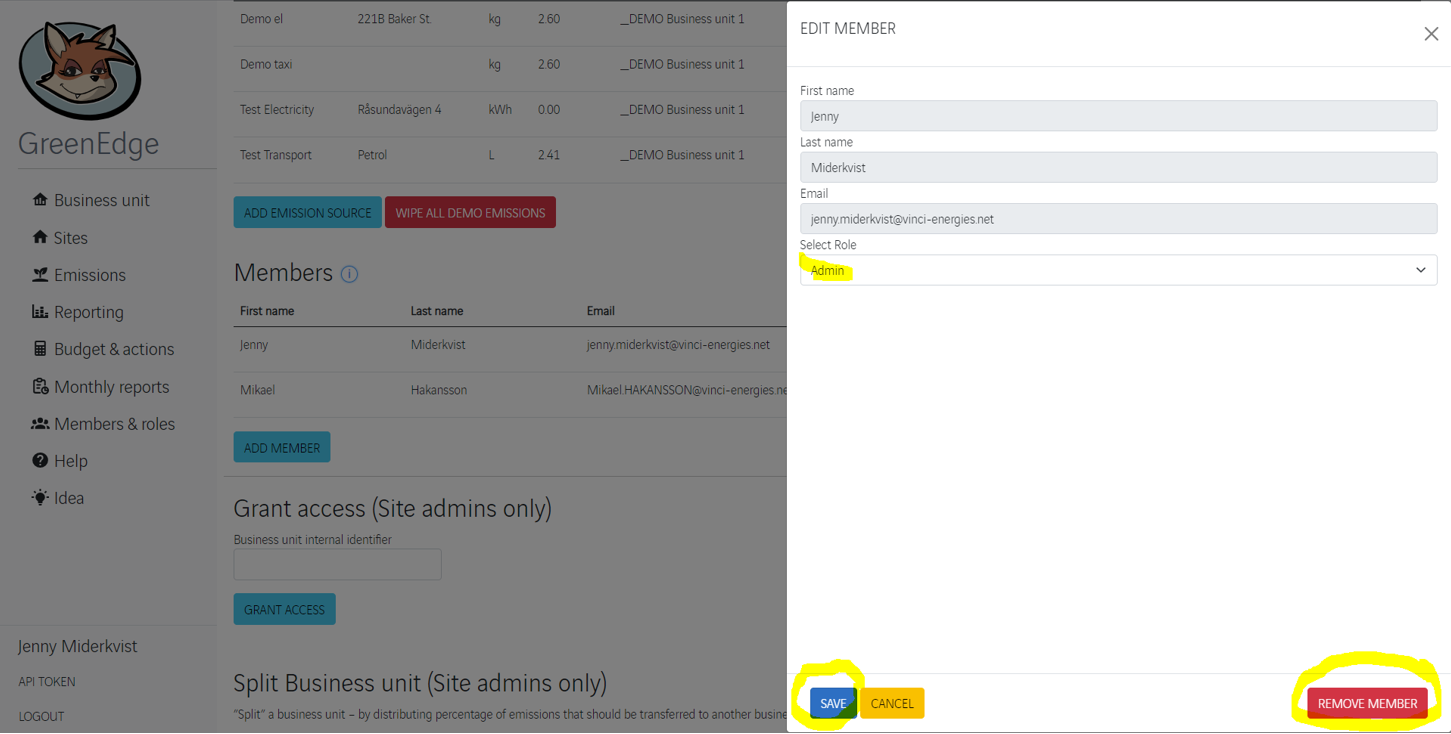 GreenEdge
Business unit
Sites
Emissions
Reporting
Budget & actions
Monthly reports
Members & roles
Help
Idea
Jenny Miderkvist
API TOKEN
LOGOUT
Demo el 221B Baker St. kg 2.60 __DEMO Business unit 1
Demo taxi kg 2.60 __DEMO Business unit 1
Test Electricity Råsundavägen 4 kWh 0.00 __DEMO Business unit 1
Test Transport Petrol L 2.41 __DEMO Business unit 1
ADD EMISSION SOURCE WIPE ALL DEMO EMISSIONS
Members
First name Last name Email
Jenny Miderkvist jenny.miderkvist@vinci-energies.net
Mikael Hakansson Mikael.HAKANSSON@vinci-energies.ne
ADD MEMBER
Grant access (Site admins only)
Business unit internal identifier
GRANT ACCESS
Split Business unit (Site admins only)
"Split" a business unit – by distributing percentage of emissions that should be transferred to another busine
EDIT MEMBER
First name
Jenny
Last name
Miderkvist
Email
jenny.miderkvist@vinci-energies.net
Select Role
Admin
SAVE CANCEL REMOVE MEMBER